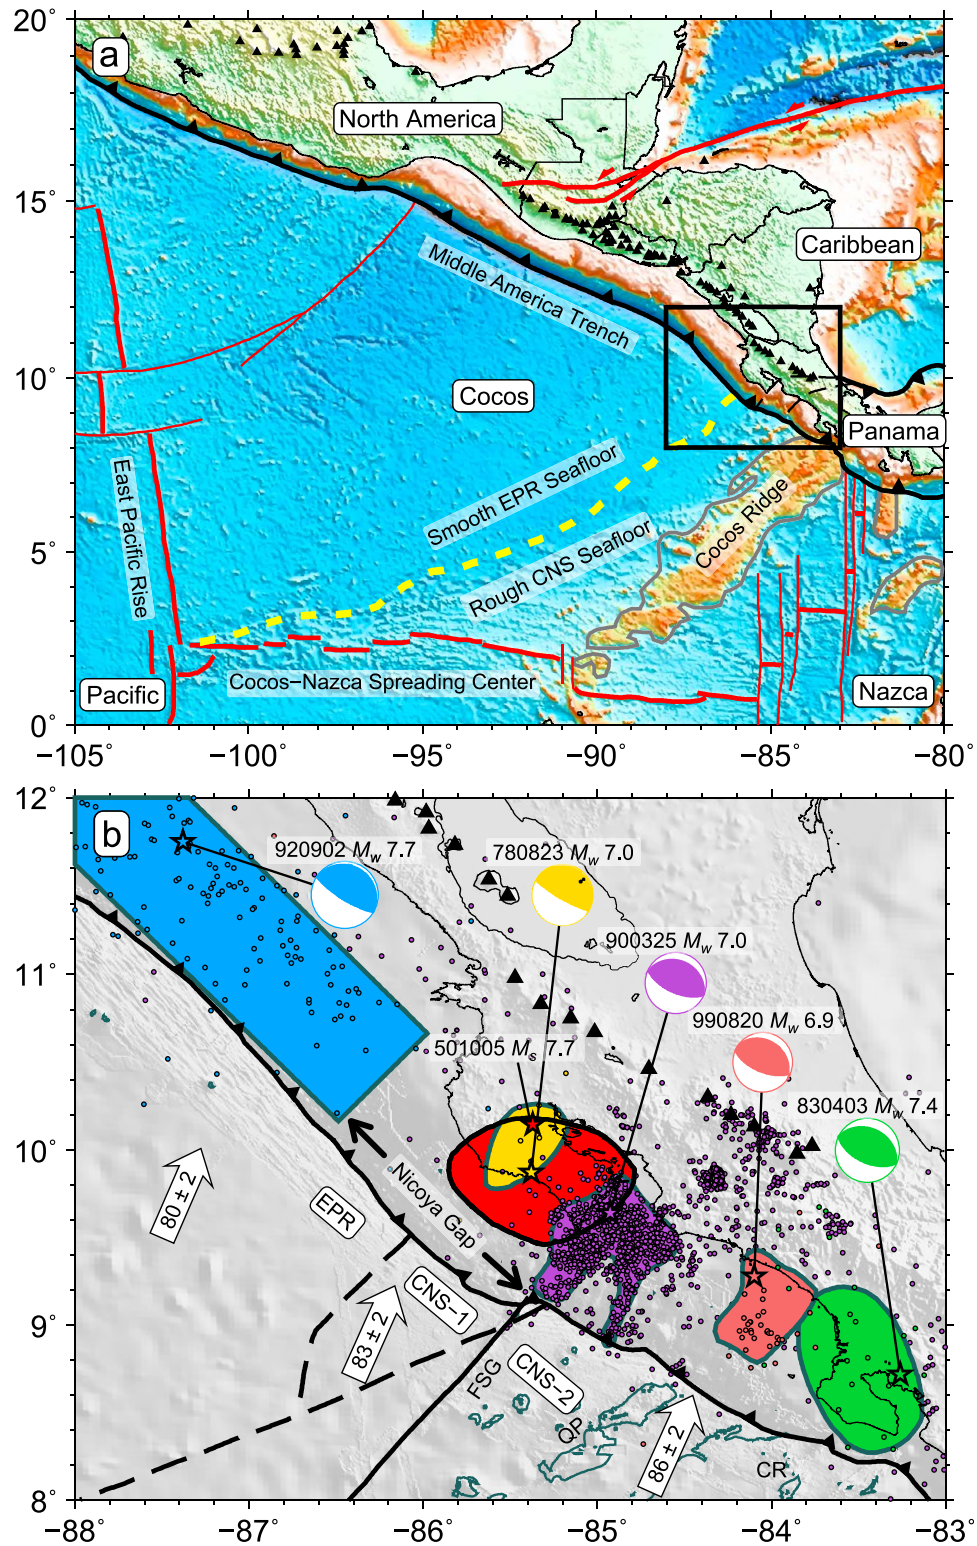 20°
a
North America
15°
Caribbean
Middle America Trench
10°
Cocos
Panama
Smooth EPR Seafloor
East Pacific Rise
Cocos Ridge
5°
Rough CNS Seafloor
Cocos−Nazca Spreading Center
Pacific
Nazca
0°
−105° −100° −95° −90° −85° −80°
12°
b
920902 Mw 7.7
780823 Mw 7.0
900325 Mw 7.0
11°
990820 Mw 6.9
501005 Ms 7.7
830403 Mw 7.4
10°
Nicoya Gap
80 ± 2
EPR
CNS−1
9°
83 ± 2
CNS−2
FSG
QP
86 ± 2
CR
8°
−88° −87° −86° −85° −84° −83°